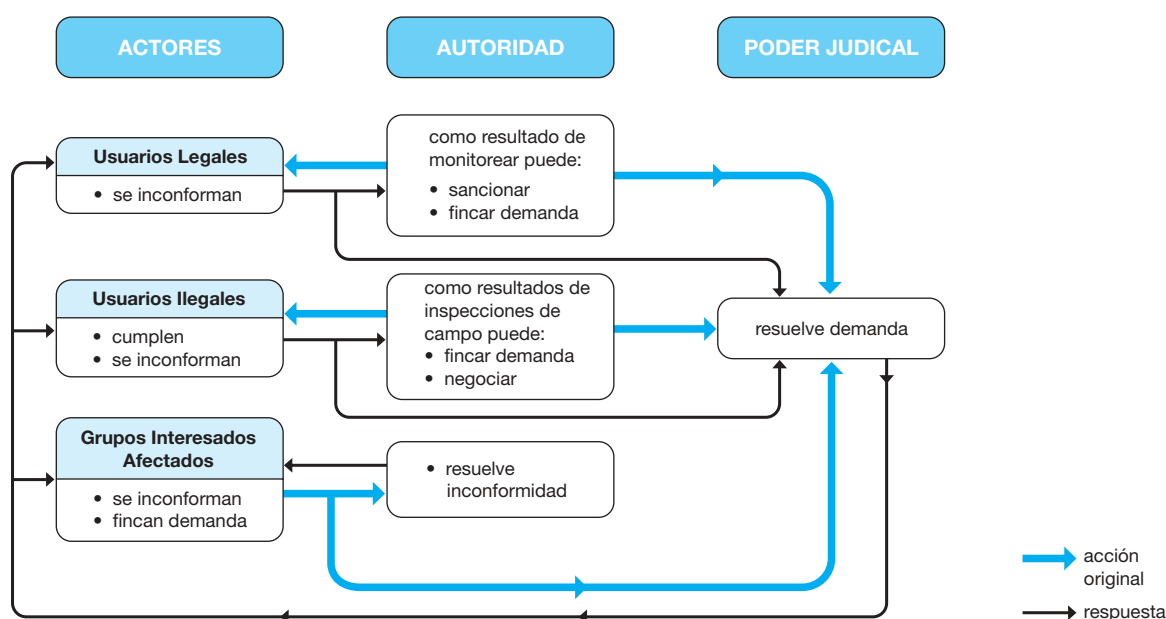 ACTORES
AUTORIDAD
PODER JUDICAL
Usuarios Legales
• se inconforman
como resultado de
monitorear puede:
• sancionar
• fincar demanda
Usuarios Ilegales
• cumplen
• se inconforman
como resultados de
inspecciones de
campo puede:
• fincar demanda
• negociar
resuelve demanda
Grupos Interesados
Afectados
• se inconforman
• fincan demanda
• resuelve
inconformidad
acción
original
respuesta